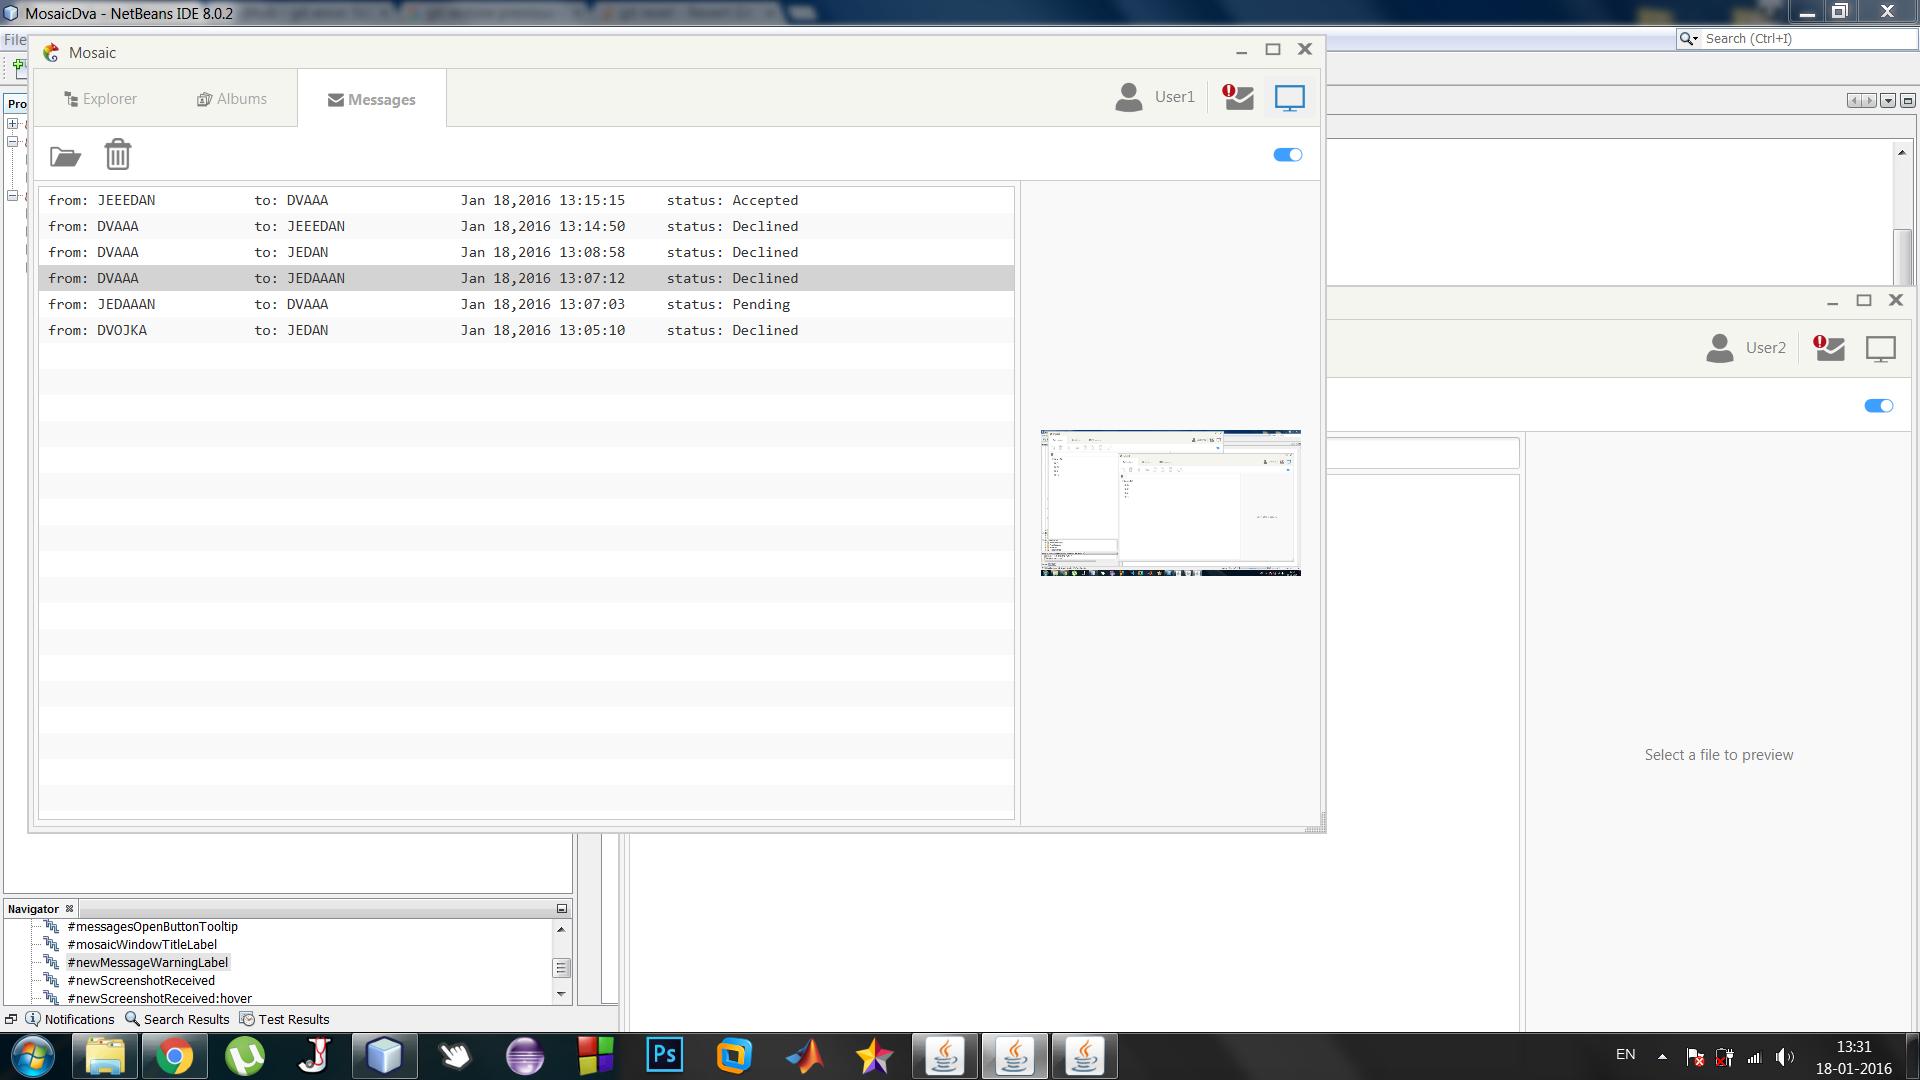 MosaicDva - NetBeans IDE 8.0.2
File
Search (Ctrl+I)
Mosaic
Explorer
Albums
Messages
User1
Pro
from: JEEEDAN to: DVAAA Jan 18,2016 13:15:15 status: Accepted
from: DVAAA to: JEEEDAN Jan 18,2016 13:14:50 status: Declined
from: DVAAA to: JEDAN Jan 18,2016 13:08:58 status: Declined
from: DVAAA to: JEDAAAN Jan 18,2016 13:07:12 status: Declined
from: JEDAAAN to: DVAAA Jan 18,2016 13:07:03 status: Pending
from: DVOJKA to: JEDAN Jan 18,2016 13:05:10 status: Declined
User2
Select a file to preview
Navigator
#messagesOpenButtonTooltip
#mosaicWindowTitleLabel
#newMessageWarningLabel
#newScreenshotReceived
#newScreenshotReceived:hover
Notifications Search Results Test Results
Ps
EN
13:31
18-01-2016